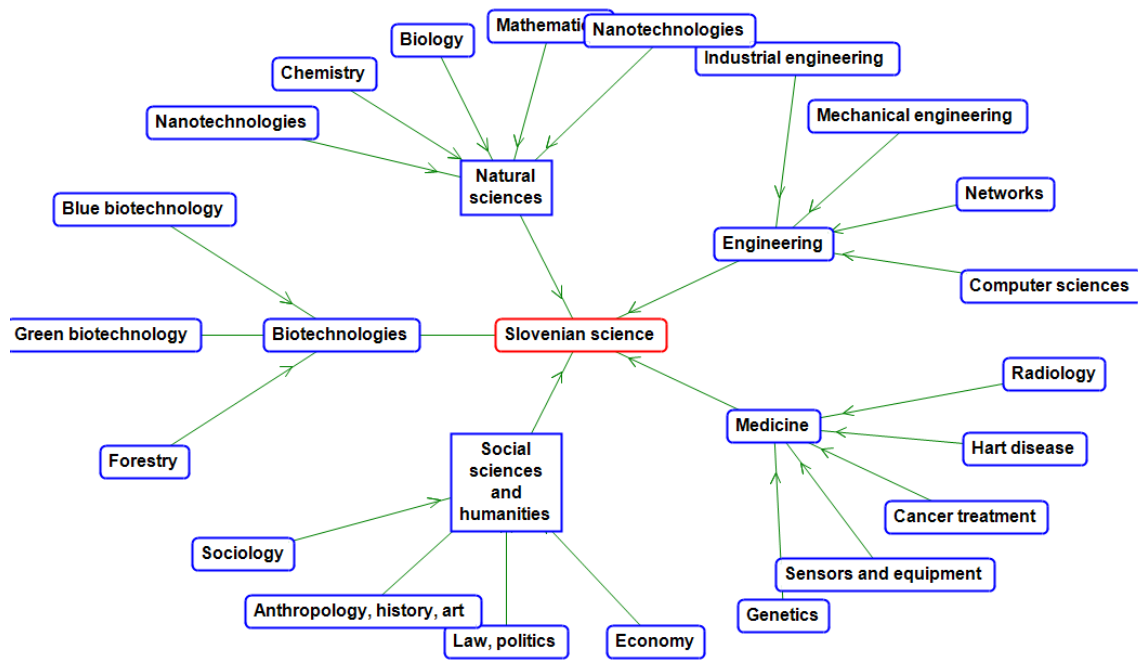 Mathematic
Nanotechnologies
Biology
Industrial engineering
Chemistry
Mechanical engineering
Nanotechnologies
Natural
sciences
Networks
Blue biotechnology
Engineering
Computer sciences
Green biotechnology
Biotechnologies
Slovenian science
Radiology
Medicine
Hart disease
Social
sciences
and
humanities
Forestry
Cancer treatment
Sociology
Sensors and equipment
Anthropology, history, art
Genetics
Law, politics
Economy